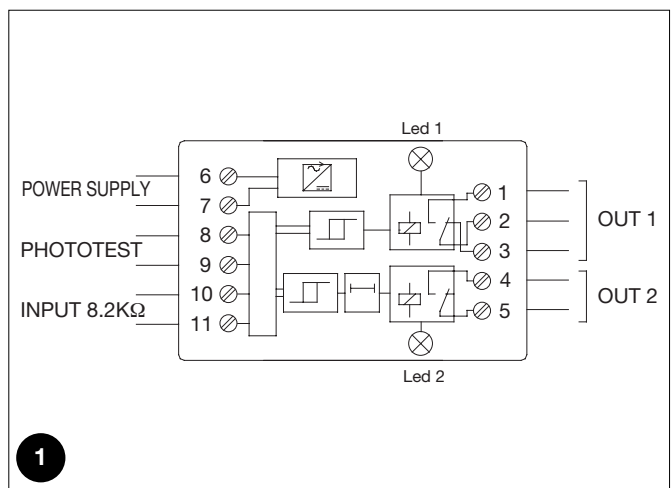 Led 1
POWER SUPPLY
6
7
PHOTOTEST
8
9
INPUT 8.2KΩ
10
11
1
2
3
OUT 1
4
5
OUT 2
Led 2
1